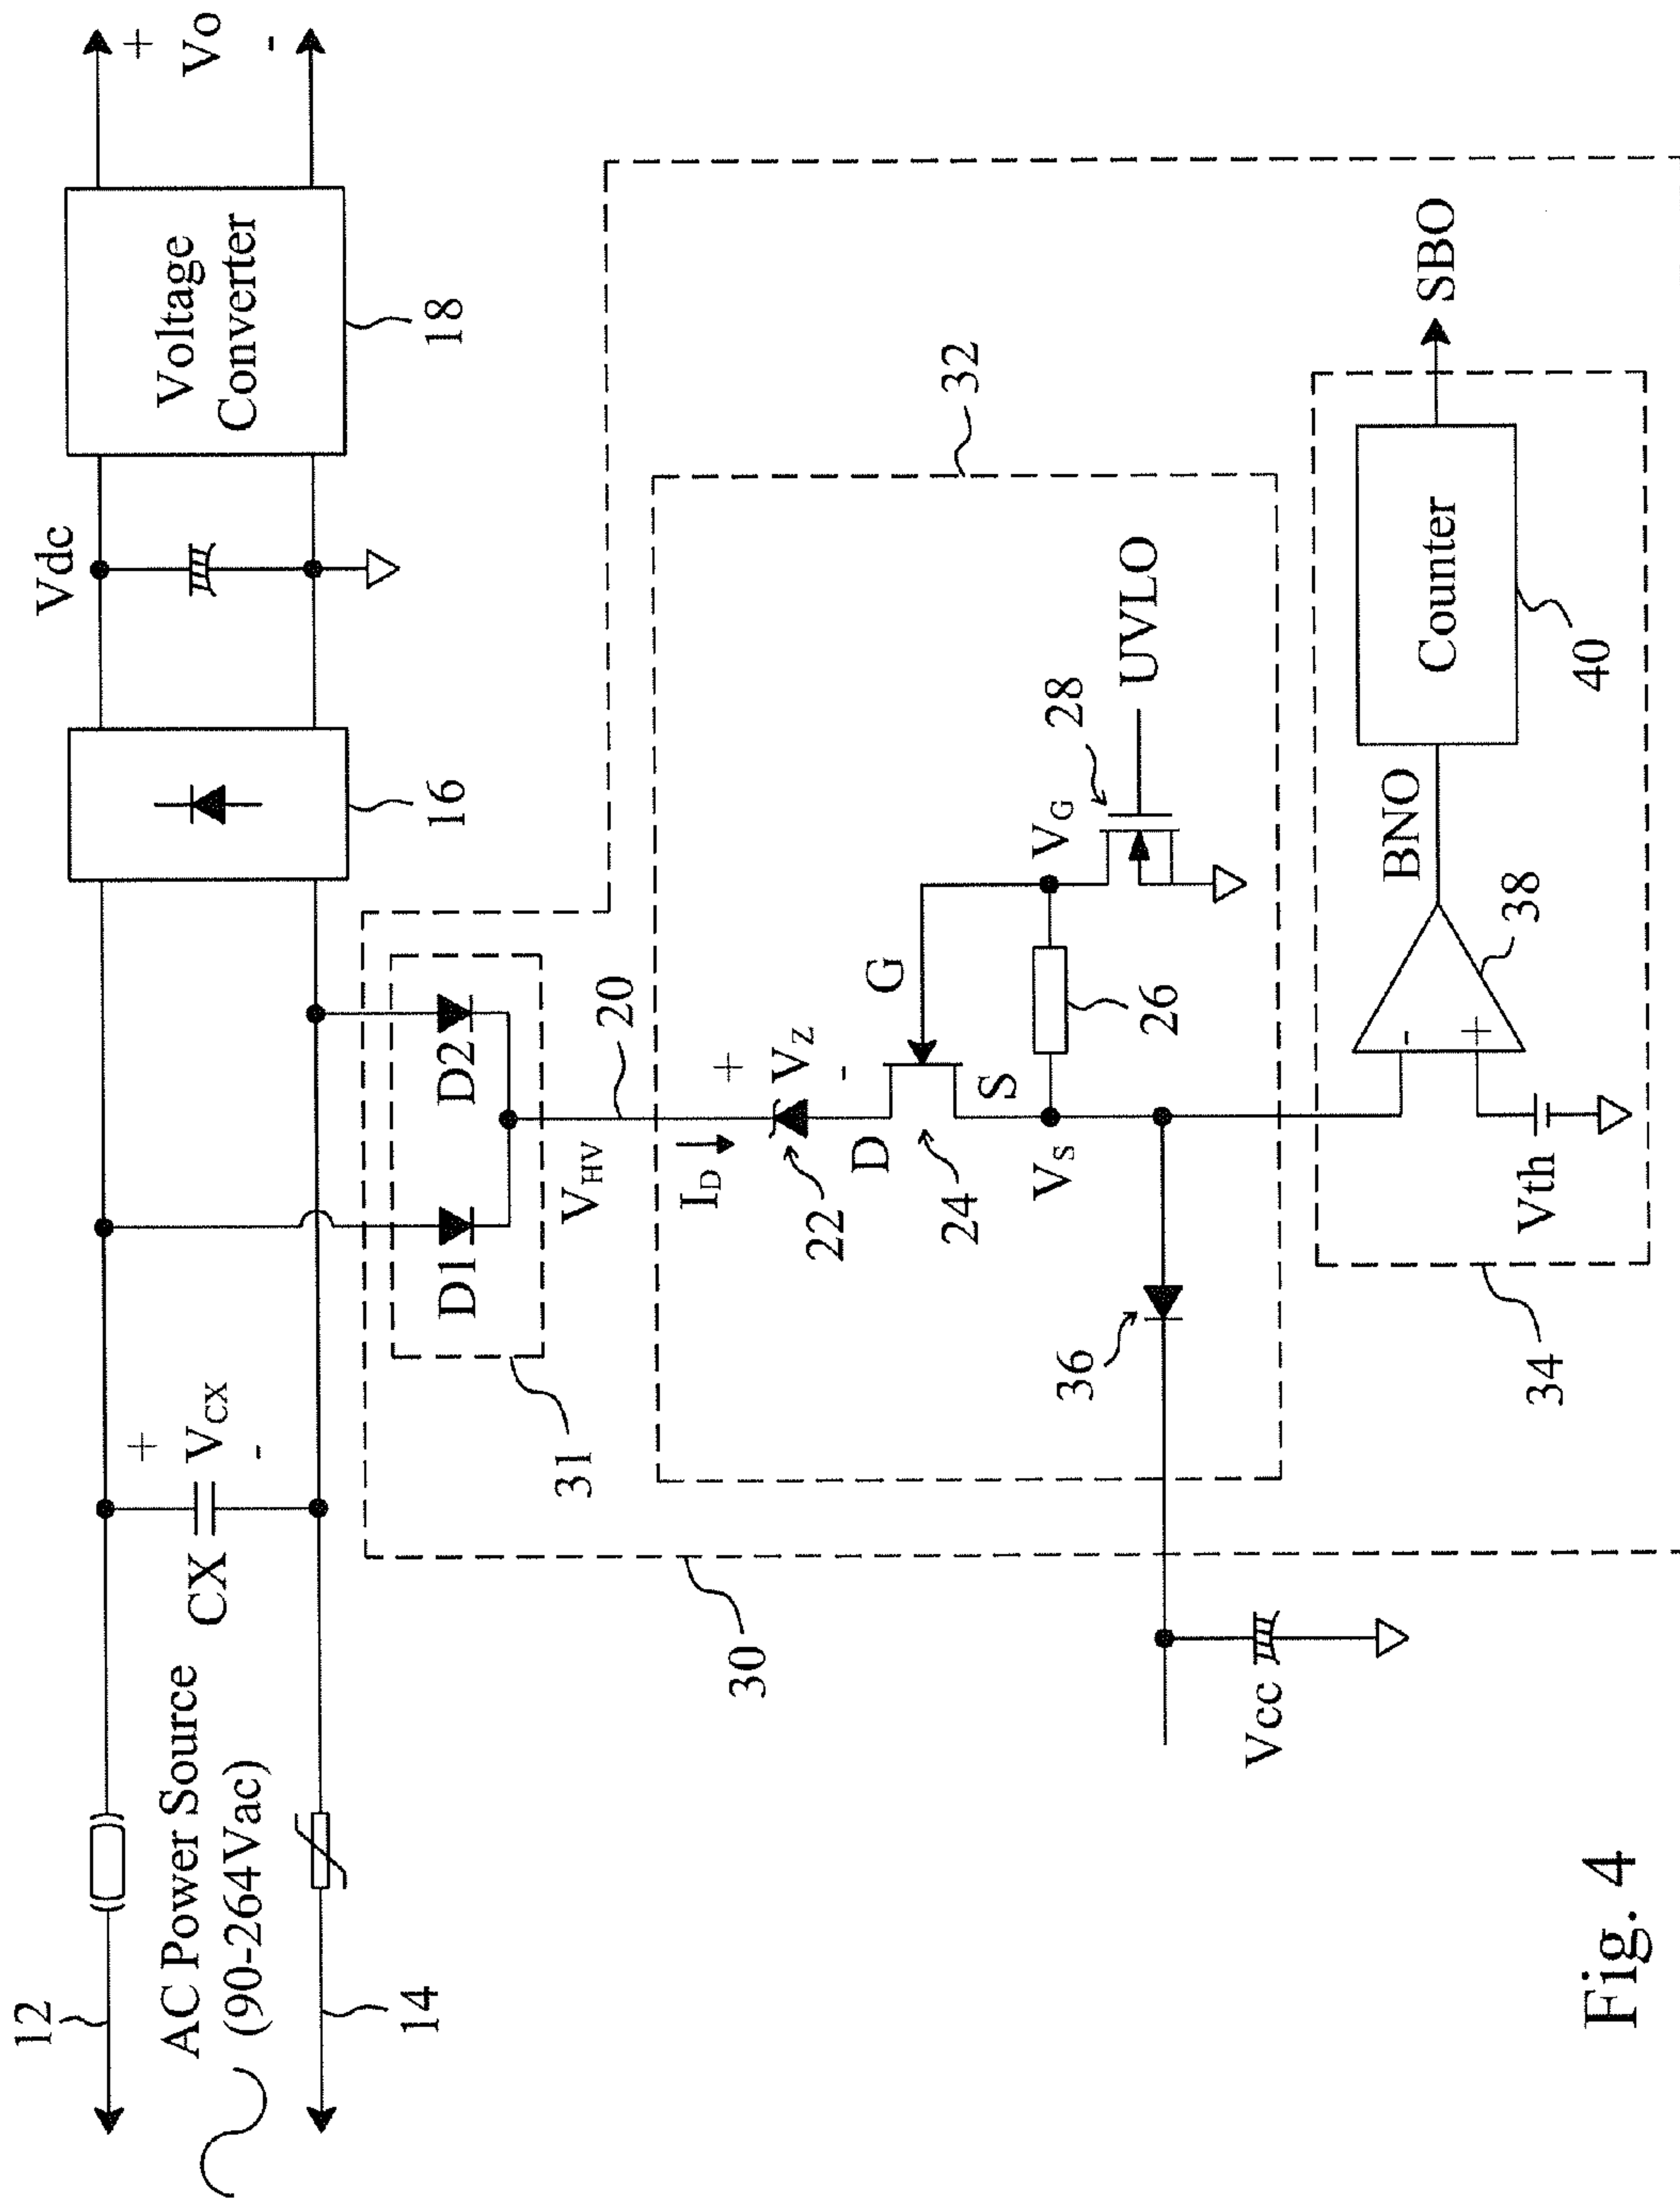 12
AC Power Source
(90-264Vac)
14
CX
+
VCX
-
Vdc
16
Voltage
Converter
18
+
Vo
-
30
31
D1
D2
VHV
20
ID
22
+
VZ
-
D
24
G
S
VS
26
VG
28
UVLO
32
36
Vcc
34
Vth
-
+
38
BNO
Counter
40
SBO
Fig. 4